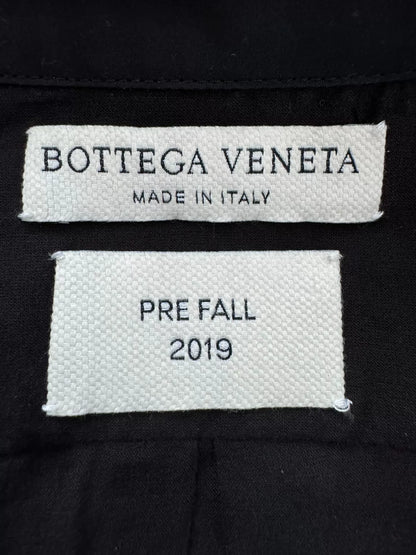 BOTTEGA VENETA
MADE IN ITALY
PRE FALL
2019